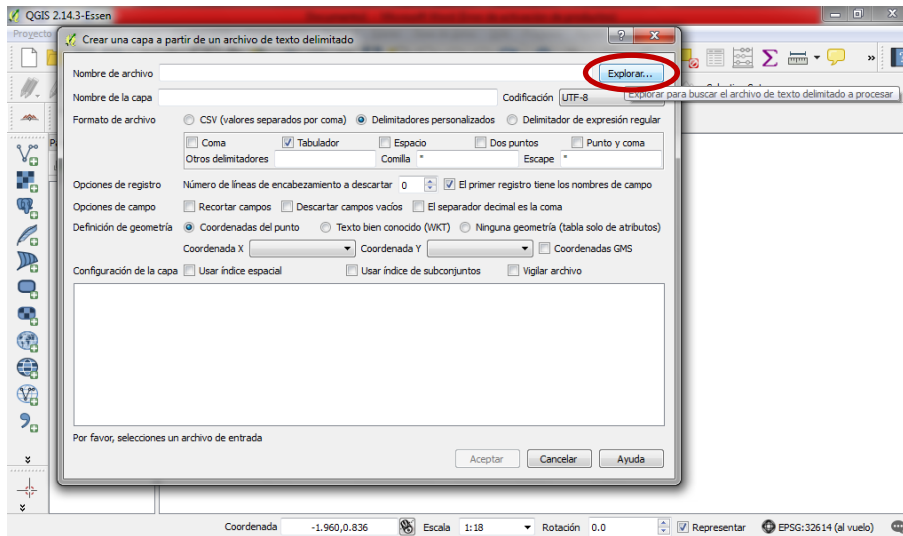 QGIS 2.14.3-Essen
Proyecto
Crear una capa a partir de un archivo de texto delimitado
Nombre de archivo
Explorar...
Nombre de la capa
Codificación UTF-8
Explorar para buscar el archivo de texto delimitado a procesar
Formato de archivo CSV (valores separados por coma) Delimitadores personalizados Delimitador de expresión regular
Coma Tabulador Espacio Dos puntos Punto y coma
Otros delimitadores Comilla " Escape "
Opciones de registro Número de líneas de encabezamiento a descartar 0 El primer registro tiene los nombres de campo
Opciones de campo Recortar campos Descartar campos vacíos El separador decimal es la coma
Definición de geometría Coordenadas del punto Texto bien conocido (WKT) Ninguna geometría (tabla solo de atributos)
Coordenada X Coordenada Y Coordenadas GMS
Configuración de la capa Usar índice espacial Usar índice de subconjuntos Vigilar archivo
Por favor, selecciones un archivo de entrada
Aceptar Cancelar Ayuda
Coordenada -1.960,0.836 Escala 1:18 Rotación 0.0 Representar EPSG:32614 (al vuelo)